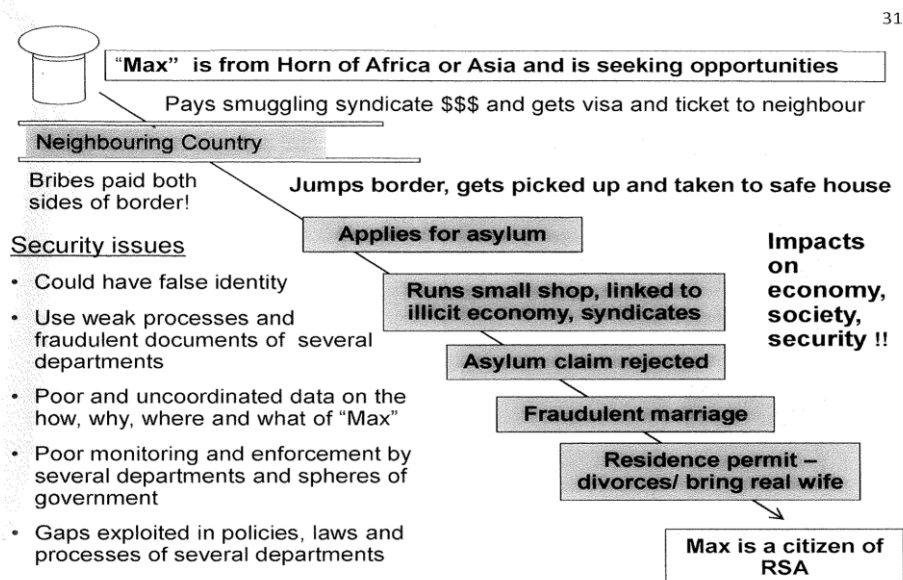 31
“Max” is from Horn of Africa or Asia and is seeking opportunities
Pays smuggling syndicate $$$ and gets visa and ticket to neighbour
Neighbouring Country
Bribes paid both
sides of border!
Jumps border, gets picked up and taken to safe house
Applies for asylum
Security issues
• Could have false identity
• Use weak processes and
fraudulent documents of several
departments
• Poor and uncoordinated data on the
how, why, where and what of “Max”
• Poor monitoring and enforcement by
several departments and spheres of
government
• Gaps exploited in policies, laws and
processes of several departments
Runs small shop, linked to
illicit economy, syndicates
Asylum claim rejected
Fraudulent marriage
Residence permit –
divorces/ bring real wife
Max is a citizen of
RSA
Impacts
on
economy,
society,
security !!